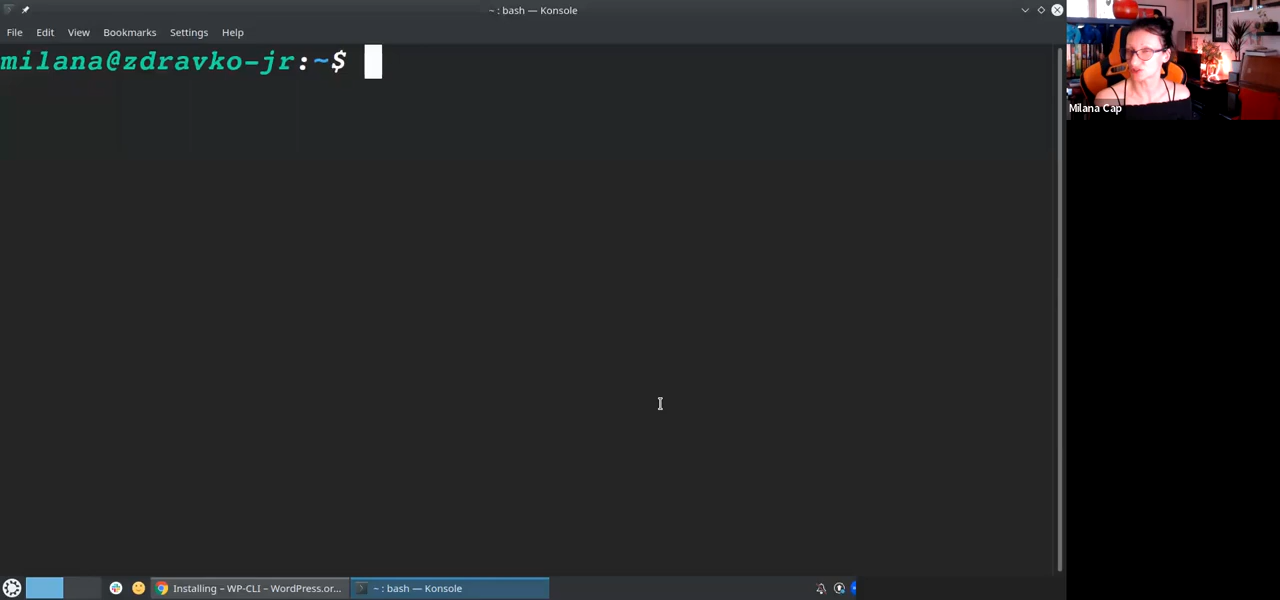 ~ : bash — Konsole
File Edit View Bookmarks Settings Help
milana@zdravko-jr:~$
Milana Cap
Installing – WP-CLI – WordPress.or...
~ : bash — Konsole